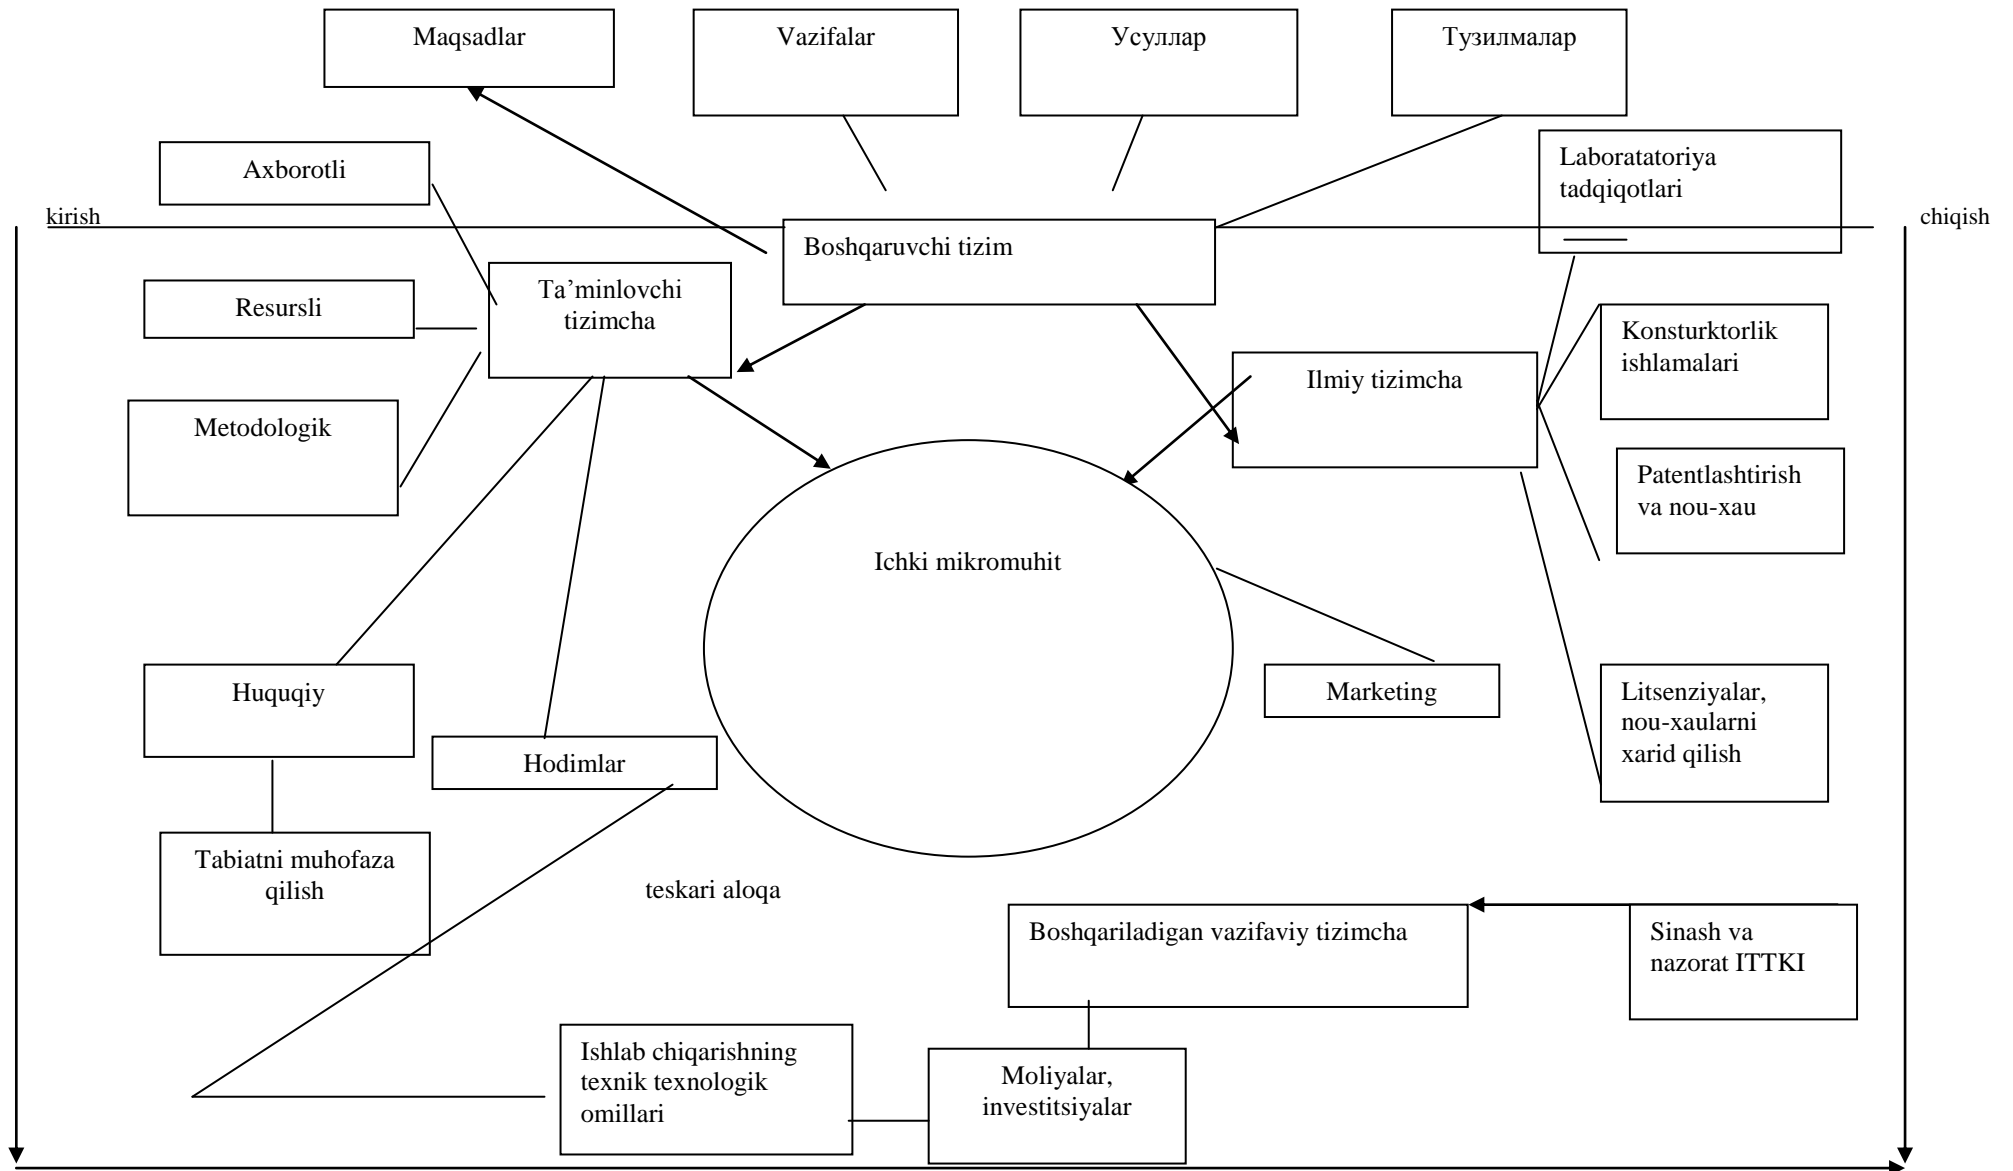 Maqsadlar
Vazifalar
Усуллар
Тузилмалар
Axborotli
Laboratatoriya
tadqiqotlari
kirish
chiqish
Boshqaruvchi tizim
Ta’minlovchi
tizimcha
Resursli
Konsturktorlik
ishlamalari
Ilmiy tizimcha
Metodologik
Patentlashtirish
va nou-xau
Ichki mikromuhit
Huquqiy
Marketing
Litsenziyalar,
nou-xaularni
xarid qilish
Hodimlar
Tabiatni muhofaza
qilish
teskari aloqa
Boshqariladigan vazifaviy tizimcha
Sinash va
nazorat ITTKI
Ishlab chiqarishning
texnik texnologik
omillari
Moliyalar,
investitsiyalar